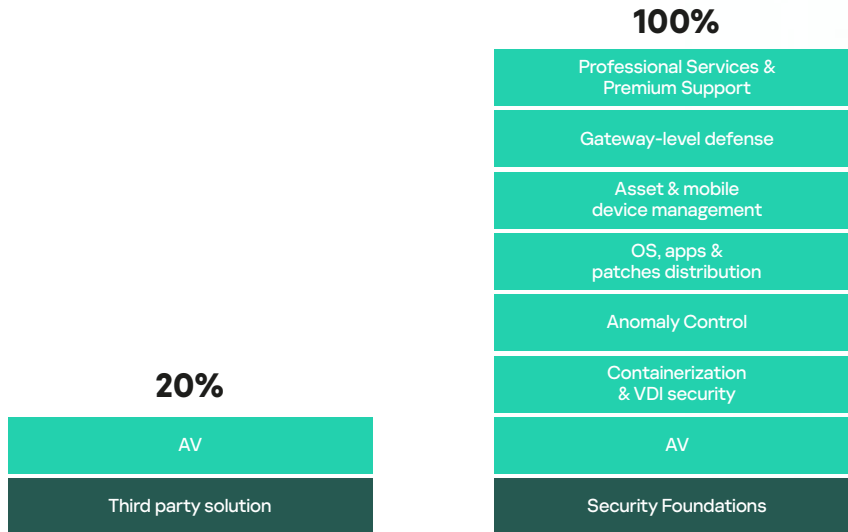 20%
AV
Third party solution
100%
Professional Services &
Premium Support
Gateway-level defense
Asset & mobile
device management
OS, apps &
patches distribution
Anomaly Control
Containerization
& VDI security
AV
Security Foundations